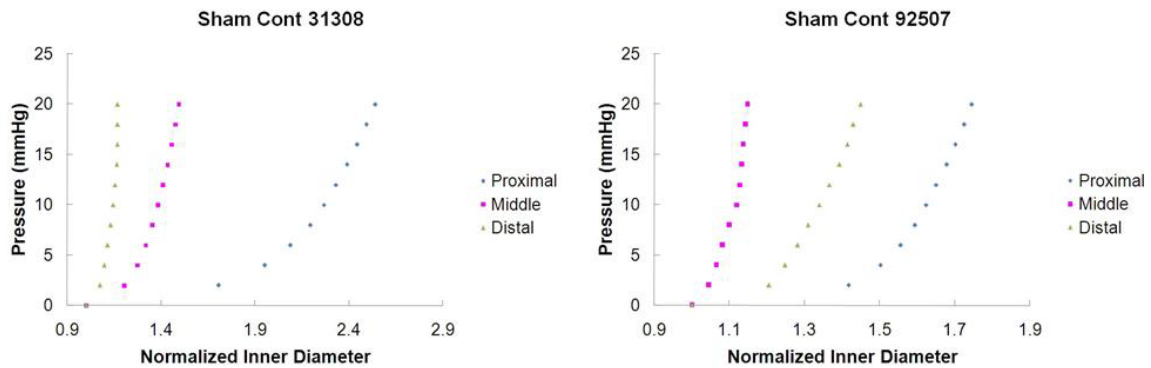 Sham Cont 31308
25
20
15
10
5
0
Pressure (mmHg)
0.9 1.4 1.9 2.4 2.9
Normalized Inner Diameter
Proximal
Middle
Distal
Sham Cont 92507
25
20
15
10
5
0
Pressure (mmHg)
0.9 1.1 1.3 1.5 1.7 1.9
Normalized Inner Diameter
Proximal
Middle
Distal